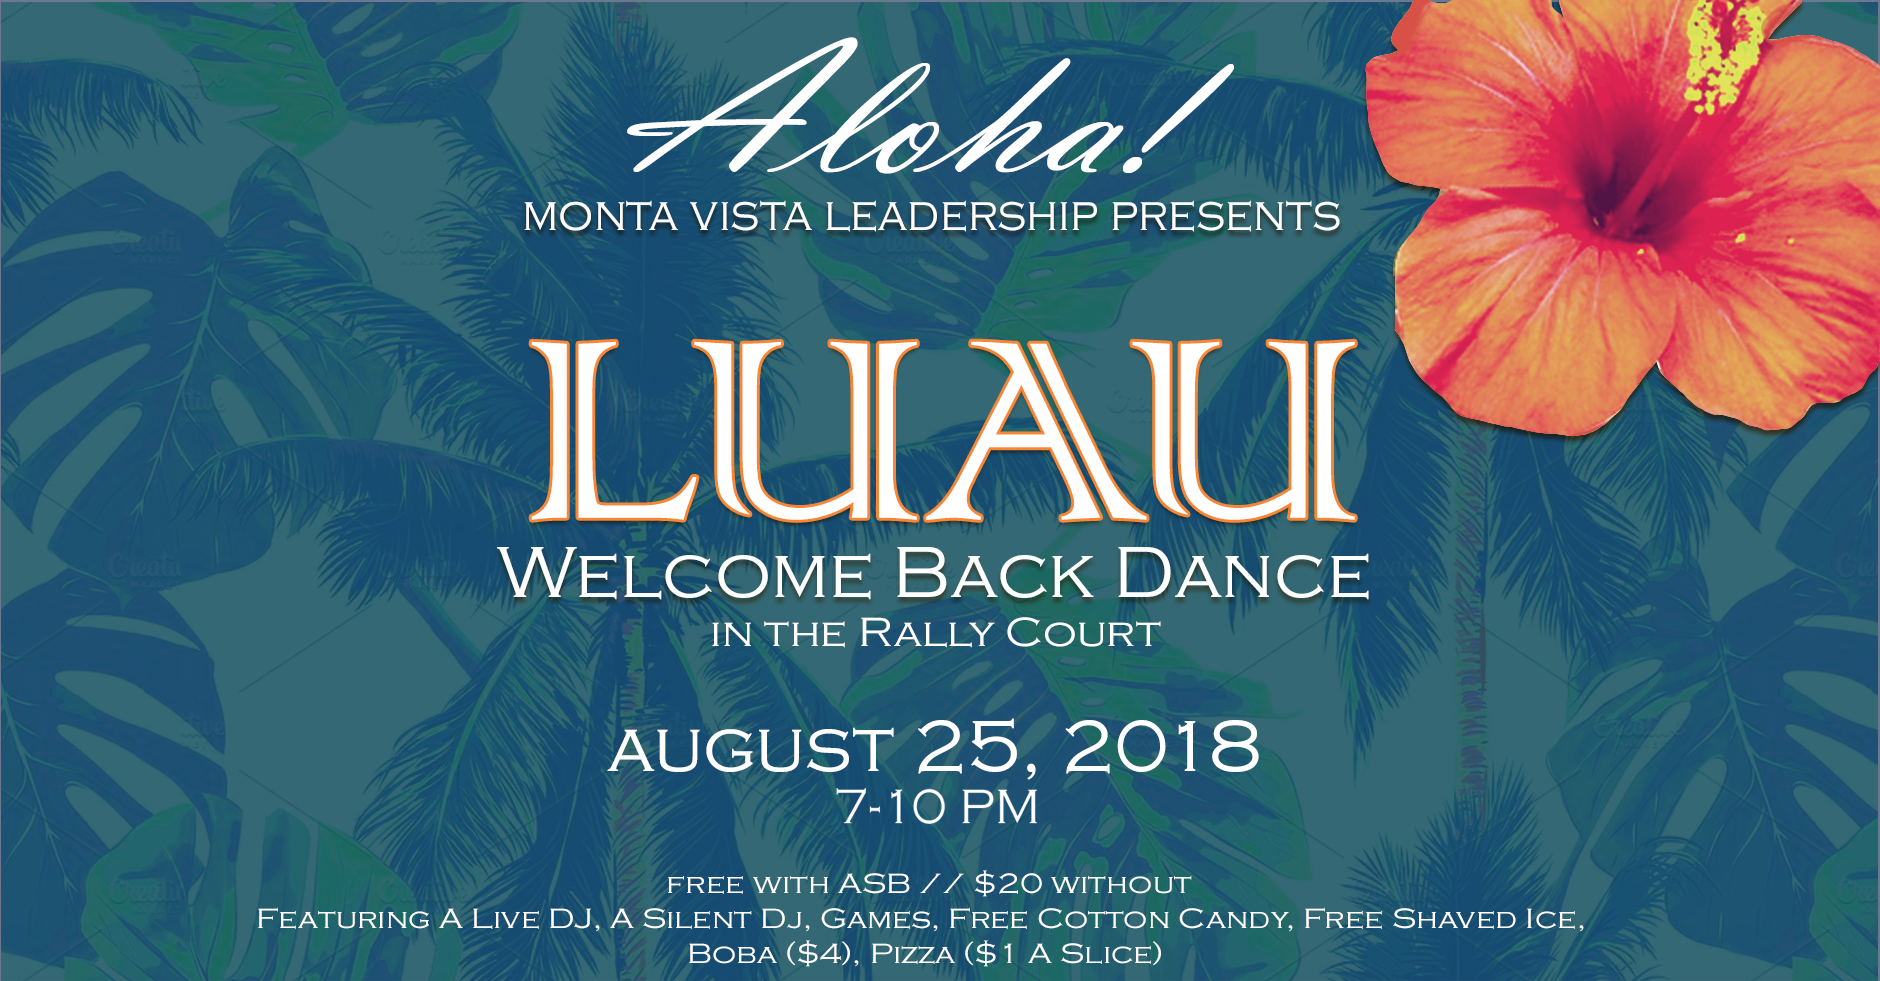 Aloha!
MONTA VISTA LEADERSHIP PRESENTS
LUAU
WELCOME BACK DANCE
IN THE RALLY COURT
AUGUST 25, 2018
7-10 PM
FREE WITH ASB // $20 WITHOUT
FEATURING A LIVE DJ, A SILENT DJ, GAMES, FREE COTTON CANDY, FREE SHAVED ICE,
BOBA ($4), PIZZA ($1 A SLICE)